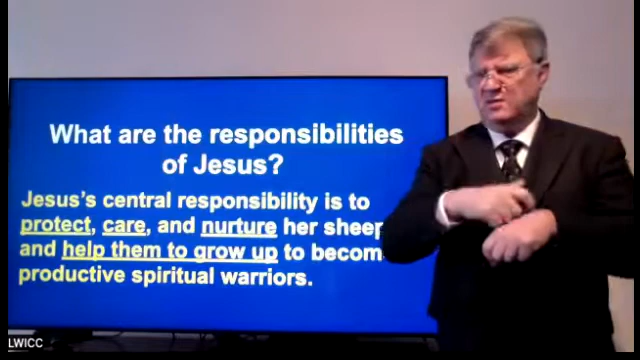 What are the responsibilities
of Jesus?
Jesus's central responsibility is to
protect, care, and nurture her sheep
and help them to grow up to becom
productive spiritual warriors.
LWICC